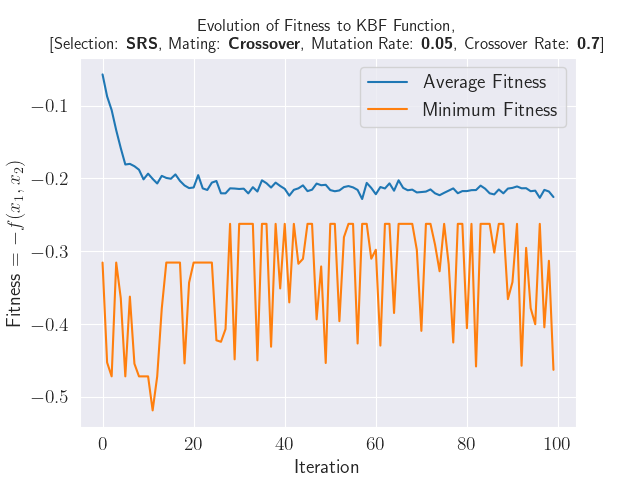 Evolution of Fitness to KBF Function,
[Selection: SRS, Mating: Crossover, Mutation Rate: 0.05, Crossover Rate: 0.7]
Average Fitness
Minimum Fitness
−0.1
−0.2
−0.3
−0.4
−0.5
Fitness = −f(x₁, x₂)
0
20
40
60
80
100
Iteration